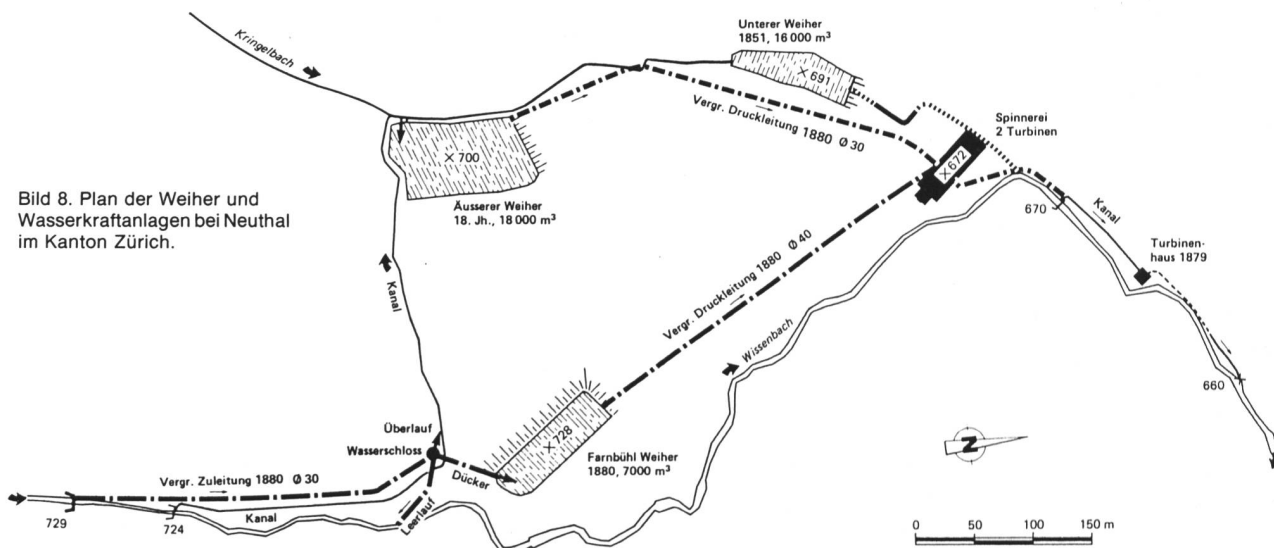 Kringelbach
Unterer Weiher
1851, 16 000 m³
× 691
Vergr. Druckleitung 1880 Ø 30
Spinnerei
2 Turbinen
× 672
× 700
Äusserer Weiher
18. Jh., 18 000 m³
Bild 8. Plan der Weiher und
Wasserkraftanlagen bei Neuthal
im Kanton Zürich.
670
Kanal
Turbinen-
haus 1879
Kanal
Vergr. Druckleitung 1880 Ø 40
Wissenbach
660
× 728
Farnbühl Weiher
1880, 7000 m³
Überlauf
Wasserschloss
Dücker
N
Vergr. Zuleitung 1880 Ø 30
Leerlauf
Kanal
729
724
0 50 100 150 m